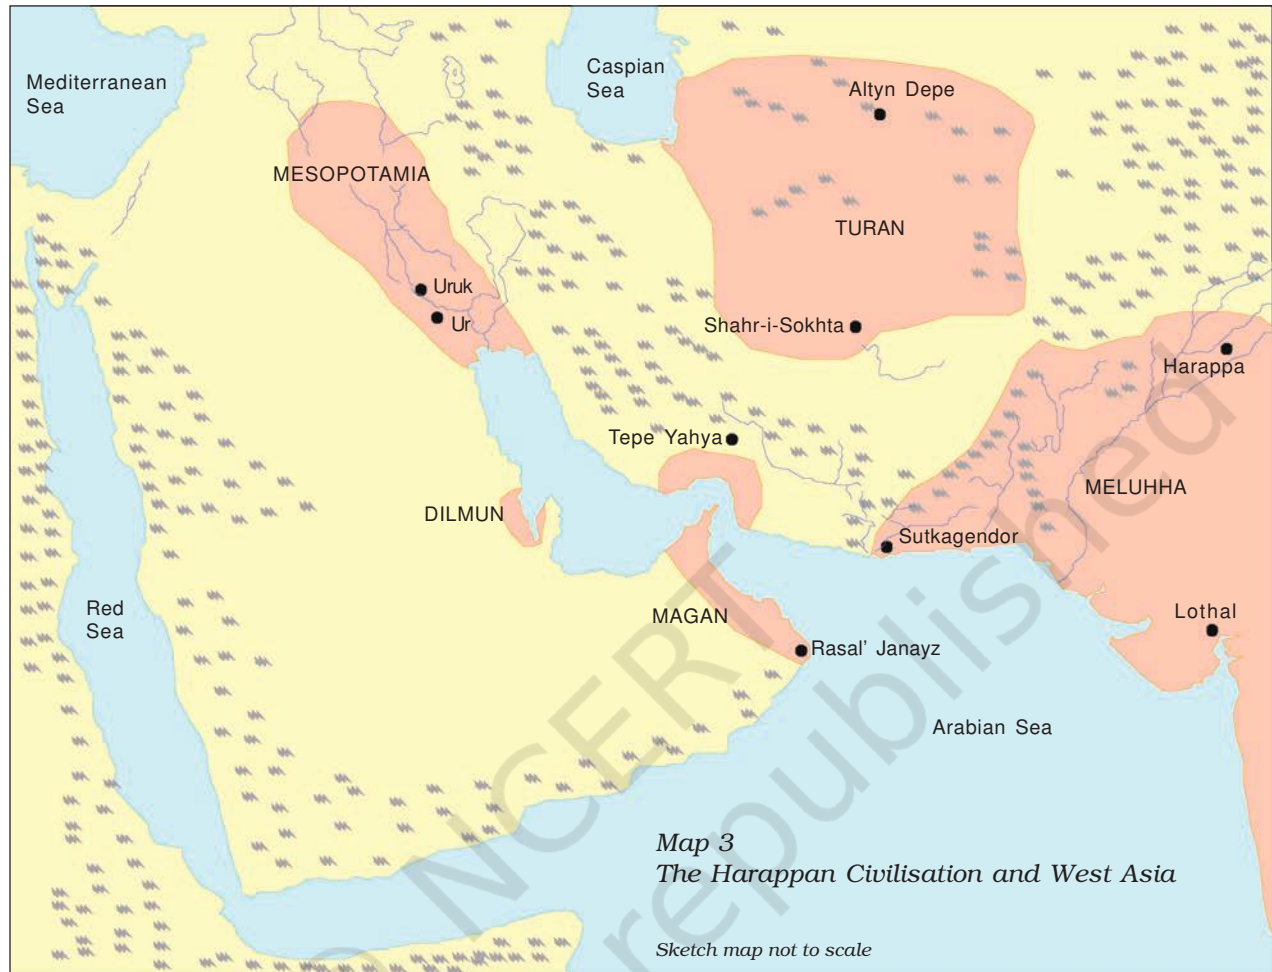 Mediterranean
Sea
Caspian
Sea
Altyn Depe
MESOPOTAMIA
TURAN
Uruk
Ur
Shahr-i-Sokhta
Harappa
Tepe Yahya
MELUHHA
DILMUN
Sutkagendor
Red
Sea
MAGAN
Lothal
Rasal' Janayz
Arabian Sea
Map 3
The Harappan Civilisation and West Asia
Sketch map not to scale
NCERT
republished